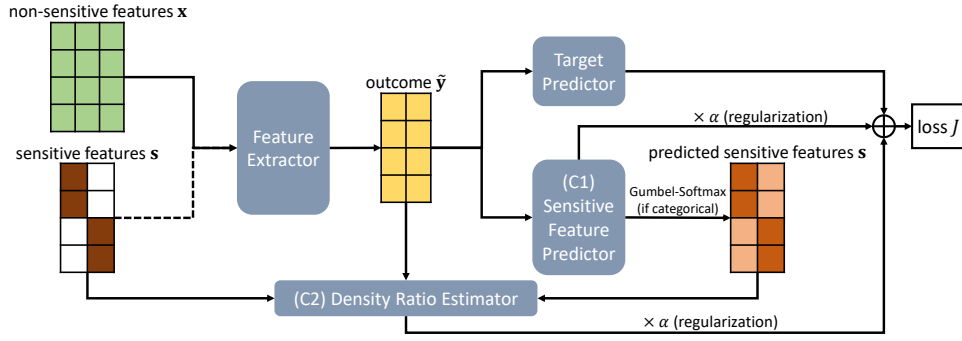 non-sensitive features x
sensitive features s
Feature
Extractor
outcome ỹ
Target
Predictor
× α (regularization)
loss J
predicted sensitive features s
(C1)
Sensitive
Feature
Predictor
Gumbel-Softmax
(if categorical)
(C2) Density Ratio Estimator
× α (regularization)